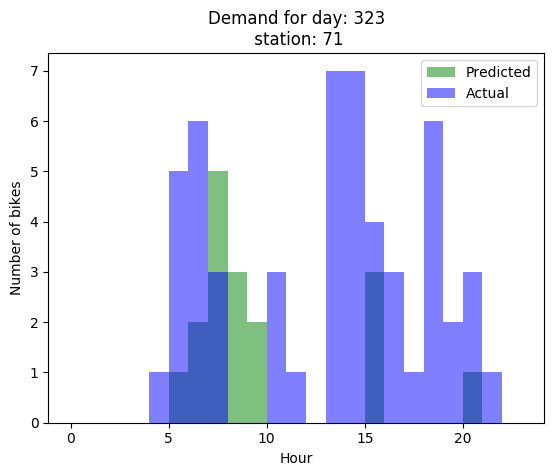 Demand for day: 323
station: 71
Predicted
Actual
7
6
5
4
3
2
1
0
Number of bikes
0 5 10 15 20
Hour